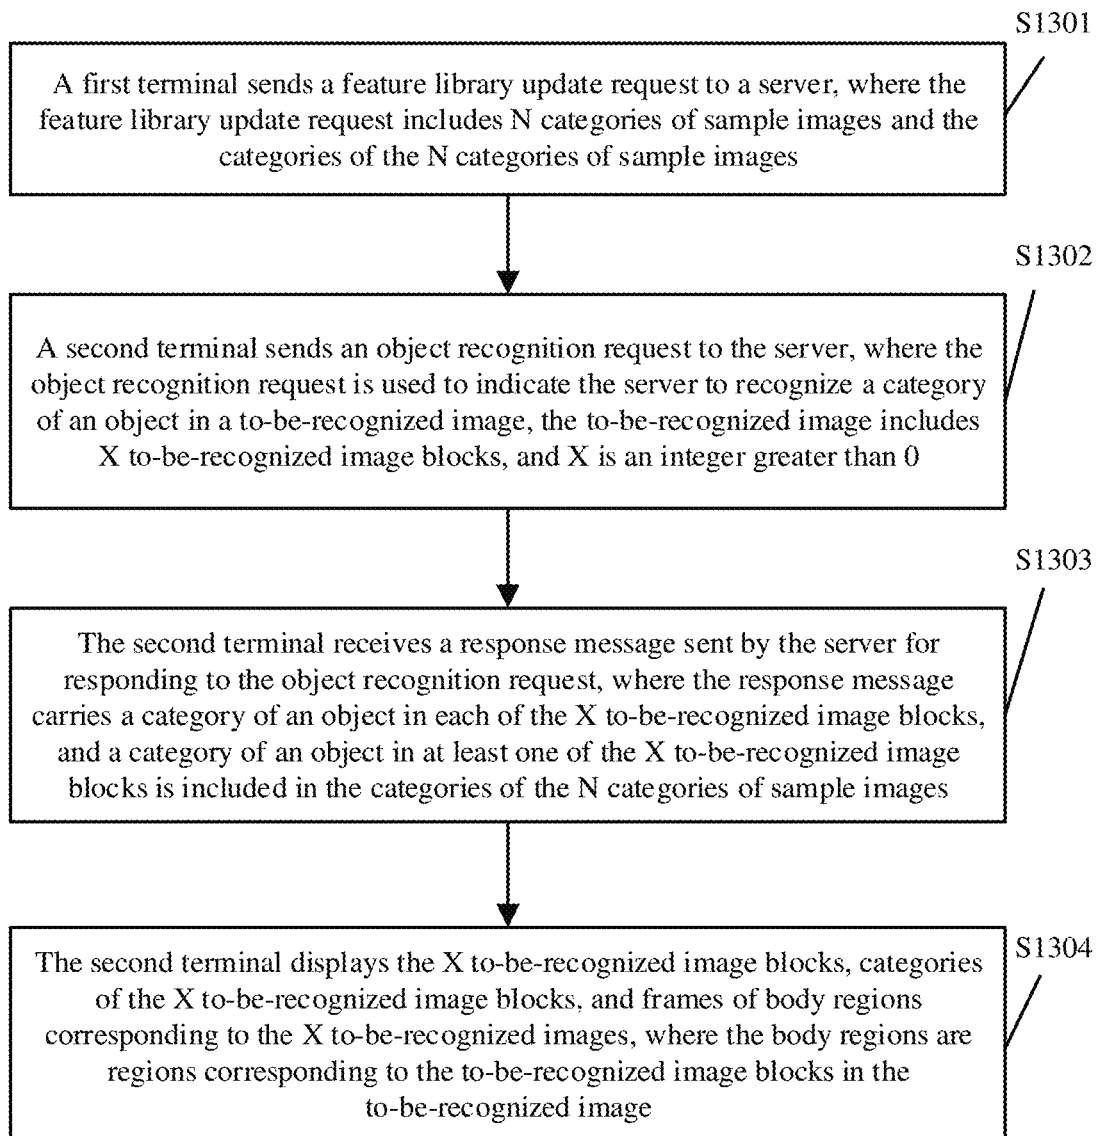 S1301
A first terminal sends a feature library update request to a server, where the
feature library update request includes N categories of sample images and the
categories of the N categories of sample images
S1302
A second terminal sends an object recognition request to the server, where the
object recognition request is used to indicate the server to recognize a category
of an object in a to-be-recognized image, the to-be-recognized image includes
X to-be-recognized image blocks, and X is an integer greater than 0
S1303
The second terminal receives a response message sent by the server for
responding to the object recognition request, where the response message
carries a category of an object in each of the X to-be-recognized image blocks,
and a category of an object in at least one of the X to-be-recognized image
blocks is included in the categories of the N categories of sample images
S1304
The second terminal displays the X to-be-recognized image blocks, categories
of the X to-be-recognized image blocks, and frames of body regions
corresponding to the X to-be-recognized images, where the body regions are
regions corresponding to the to-be-recognized image blocks in the
to-be-recognized image